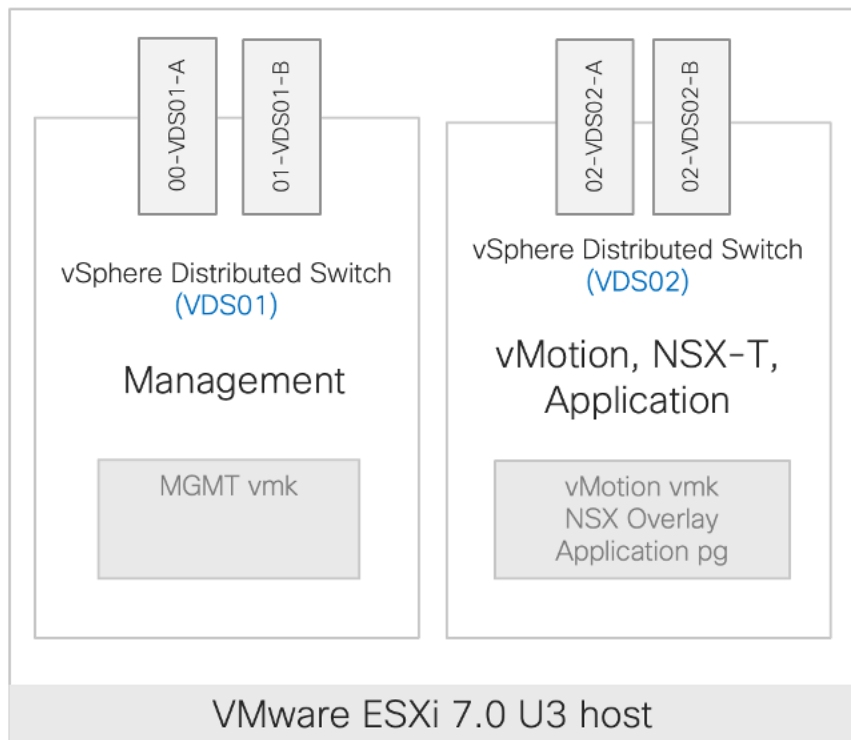 00-VDS01-A
01-VDS01-B
02-VDS02-A
02-VDS02-B
vSphere Distributed Switch
(VDS01)
Management
MGMT vmk
vSphere Distributed Switch
(VDS02)
vMotion, NSX-T,
Application
vMotion vmk
NSX Overlay
Application pg
VMware ESXi 7.0 U3 host